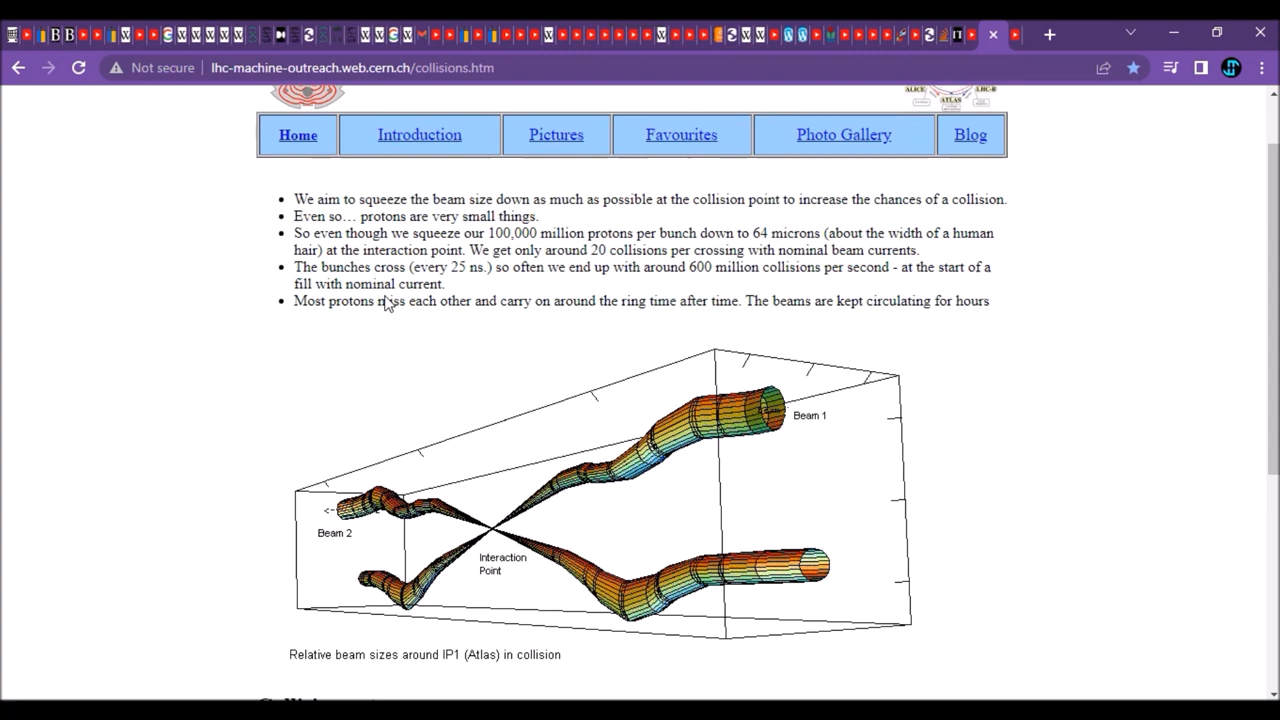 Not secure lhc-machine-outreach.web.cern.ch/collisions.htm
ALICE LHC-B
ATLAS
Home Introduction Pictures Favourites Photo Gallery Blog
We aim to squeeze the beam size down as much as possible at the collision point to increase the chances of a collision.
Even so… protons are very small things.
So even though we squeeze our 100,000 million protons per bunch down to 64 microns (about the width of a human
hair) at the interaction point. We get only around 20 collisions per crossing with nominal beam currents.
The bunches cross (every 25 ns.) so often we end up with around 600 million collisions per second - at the start of a
fill with nominal current.
Most protons miss each other and carry on around the ring time after time. The beams are kept circulating for hours
Beam 1
Beam 2
Interaction
Point
Relative beam sizes around IP1 (Atlas) in collision